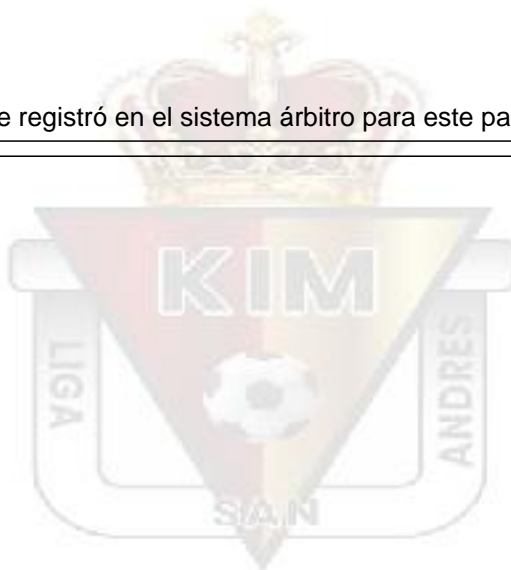 e registró en el sistema árbitro para este pa
KIM
LIGA
ANDRES
SAN